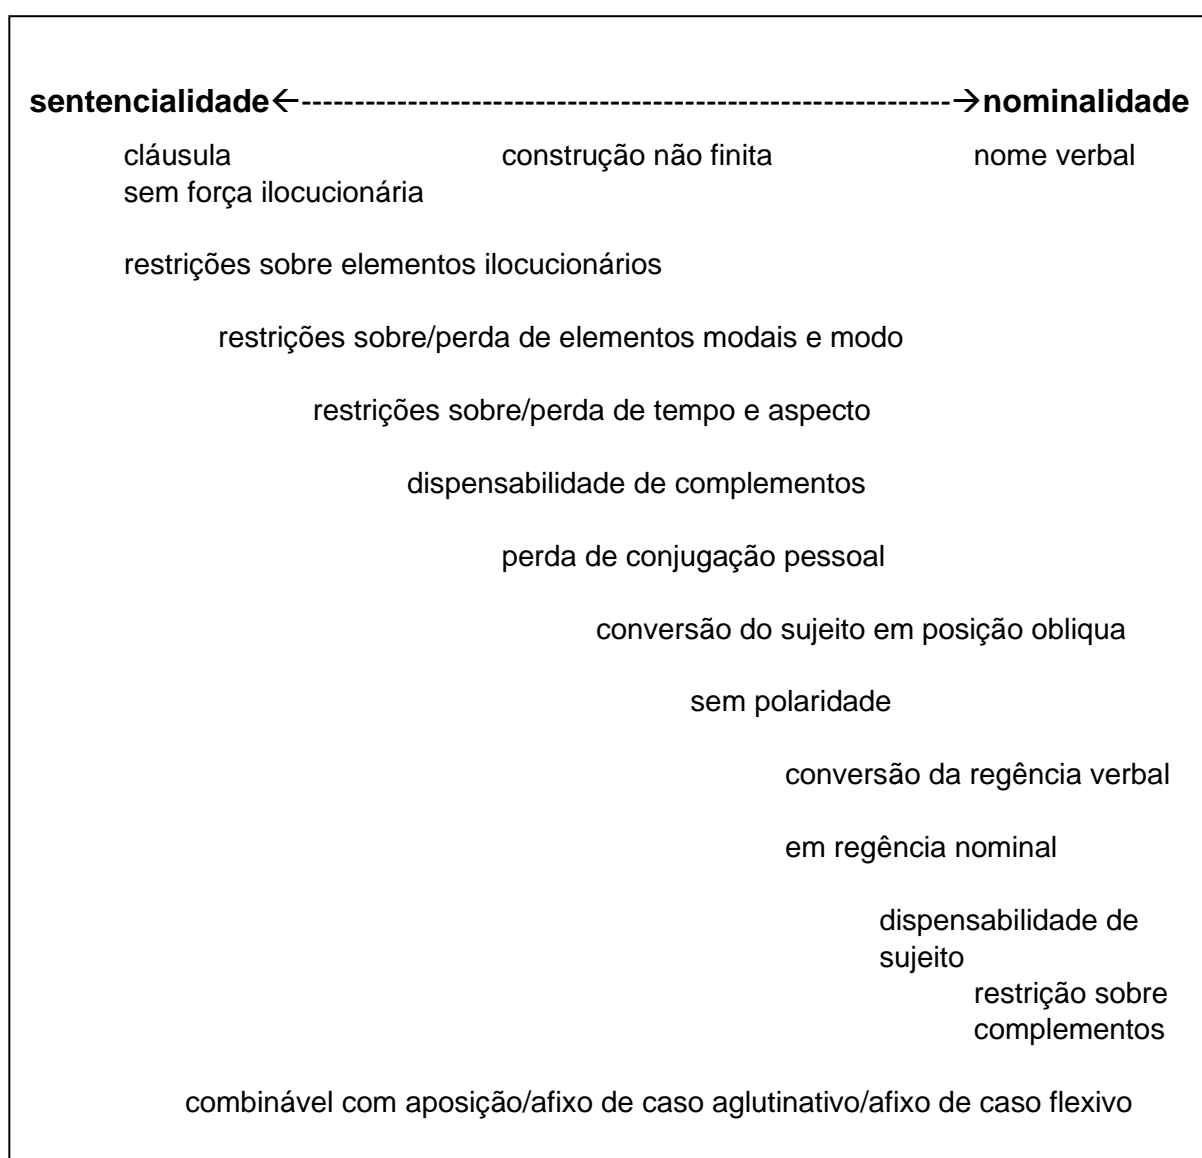 sentencialidade←-----------------------------------------------------------------→nominalidade
cláusula construção não finita nome verbal
sem força ilocucionária
restrições sobre elementos ilocucionários
restrições sobre/perda de elementos modais e modo
restrições sobre/perda de tempo e aspecto
dispensabilidade de complementos
perda de conjugação pessoal
conversão do sujeito em posição obliqua
sem polaridade
conversão da regência verbal
em regência nominal
dispensabilidade de
sujeito
restrição sobre
complementos
combinável com aposição/afixo de caso aglutinativo/afixo de caso flexivo